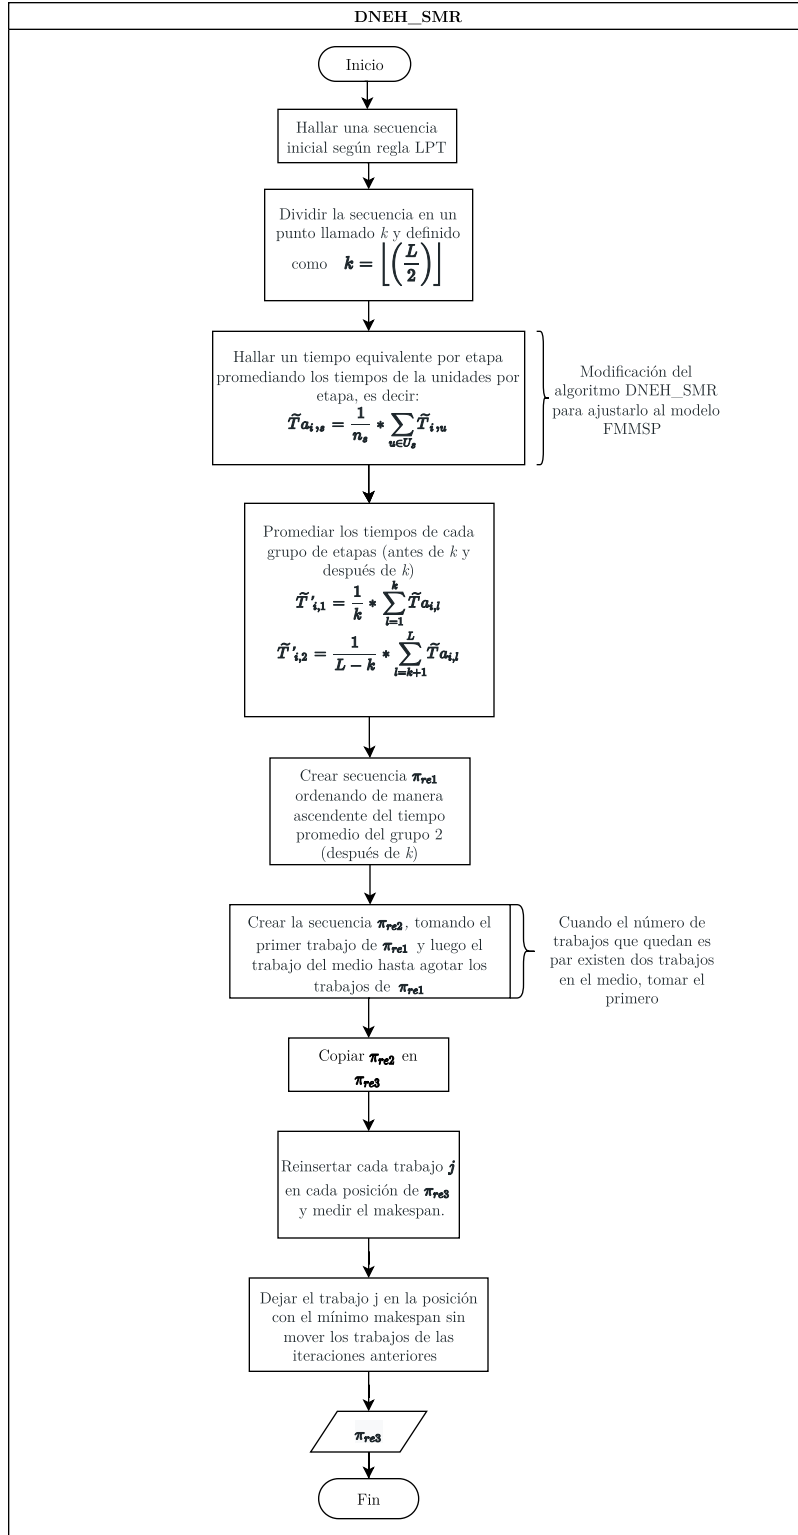 DNEH_SMR
Inicio
Hallar una secuencia
inicial según regla LPT
Dividir la secuencia en un
punto llamado k y definido
como k = ⌊(L/2)⌋
Hallar un tiempo equivalente por etapa
promediando los tiempos de la unidades por
etapa, es decir:
T̃a_{i,s} = 1/n_s * ∑_{u∈U_s} T̃_{i,u}
Modificación del
algoritmo DNEH_SMR
para ajustarlo al modelo
FMMSP
Promediar los tiempos de cada
grupo de etapas (antes de k y
después de k)
T̃'_{i,1} = 1/k * ∑_{l=1}^{k} T̃a_{i,l}
T̃'_{i,2} = 1/(L − k) * ∑_{l=k+1}^{L} T̃a_{i,l}
Crear secuencia π_{re1}
ordenando de manera
ascendente del tiempo
promedio del grupo 2
(después de k)
Crear la secuencia π_{re2}, tomando el
primer trabajo de π_{re1} y luego el
trabajo del medio hasta agotar los
trabajos de π_{re1}
Cuando el número de
trabajos que quedan es
par existen dos trabajos
en el medio, tomar el
primero
Copiar π_{re2} en
π_{re3}
Reinsertar cada trabajo j
en cada posición de π_{re3}
y medir el makespan.
Dejar el trabajo j en la posición
con el mínimo makespan sin
mover los trabajos de las
iteraciones anteriores
π_{re3}
Fin